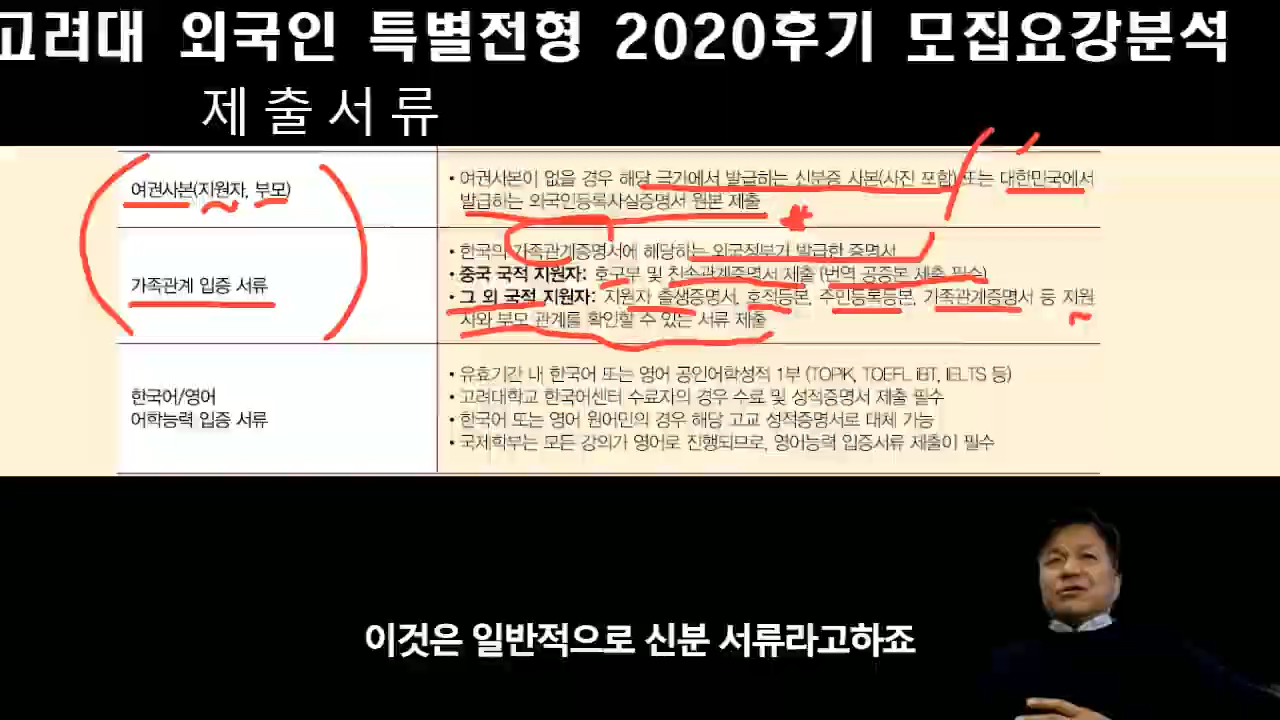 고려대 외국인 특별전형 2020후기 모집요강분석
제출서류
여권사본(지원자, 부모)
• 여권사본이 없을 경우 해당 국가에서 발급하는 신분증 사본(사진 포함) 또는 대한민국에서
발급하는 외국인등록사실증명서 원본 제출
가족관계 입증 서류
• 한국의 가족관계증명서에 해당하는 외국정부가 발급한 증명서
• 중국 국적 지원자: 호구부 및 친속관계증명서 제출 (번역 공증본 제출 필수)
• 그 외 국적 지원자: 지원자 출생증명서, 호적등본, 주민등록등본, 가족관계증명서 등 지원
자와 부모 관계를 확인할 수 있는 서류 제출
한국어/영어
어학능력 입증 서류
• 유효기간 내 한국어 또는 영어 공인어학성적 1부 (TOPIK, TOEFL iBT, IELTS 등)
• 고려대학교 한국어센터 수료자의 경우 수료 및 성적증명서 제출 필수
• 한국어 또는 영어 원어민의 경우 해당 고교 성적증명서로 대체 가능
• 국제학부는 모든 강의가 영어로 진행되므로, 영어능력 입증서류 제출이 필수
이것은 일반적으로 신분 서류라고하죠